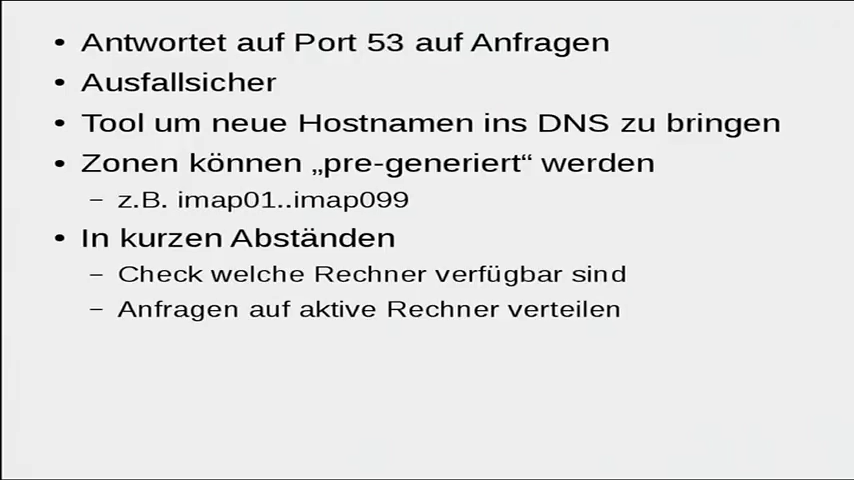 • Antwortet auf Port 53 auf Anfragen
• Ausfallsicher
• Tool um neue Hostnamen ins DNS zu bringen
• Zonen können „pre-generiert“ werden
– z.B. imap01..imap099
• In kurzen Abständen
– Check welche Rechner verfügbar sind
– Anfragen auf aktive Rechner verteilen